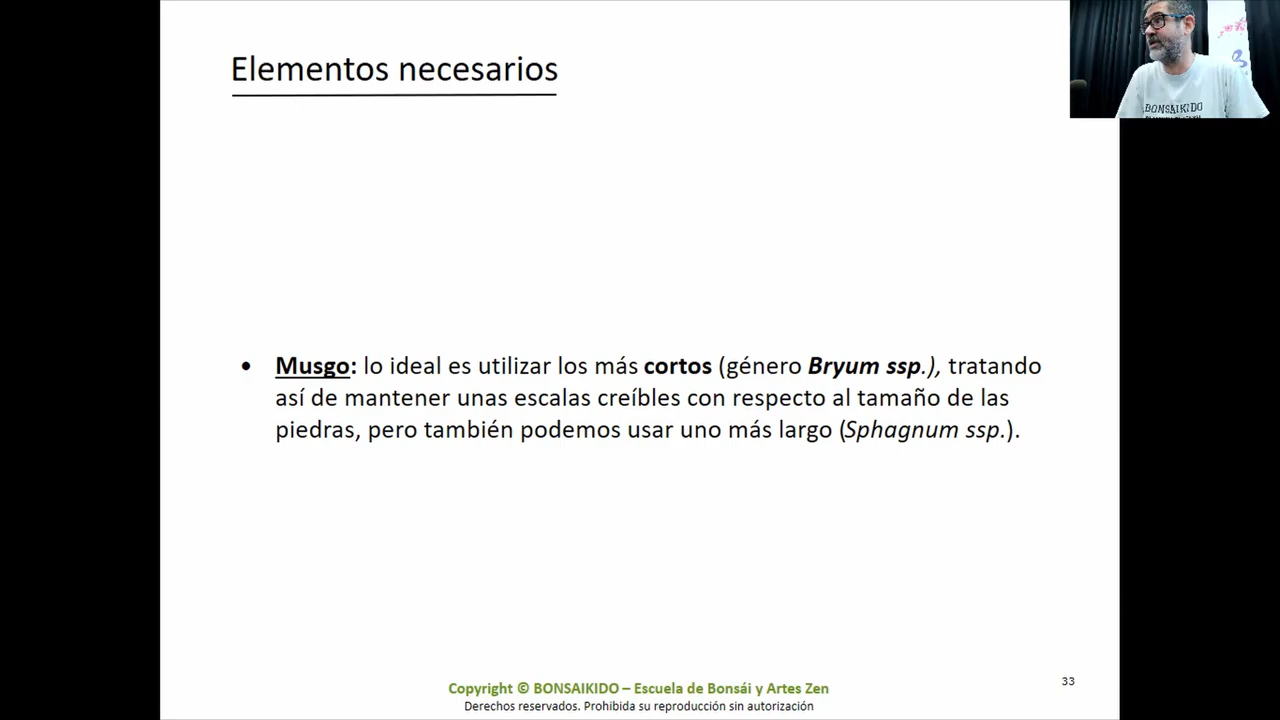 Elementos necesarios
BONSAIKIDO
• Musgo: lo ideal es utilizar los más cortos (género Bryum ssp.), tratando
así de mantener unas escalas creíbles con respecto al tamaño de las
piedras, pero también podemos usar uno más largo (Sphagnum ssp.).
33
Copyright © BONSAIKIDO – Escuela de Bonsái y Artes Zen
Derechos reservados. Prohibida su reproducción sin autorización